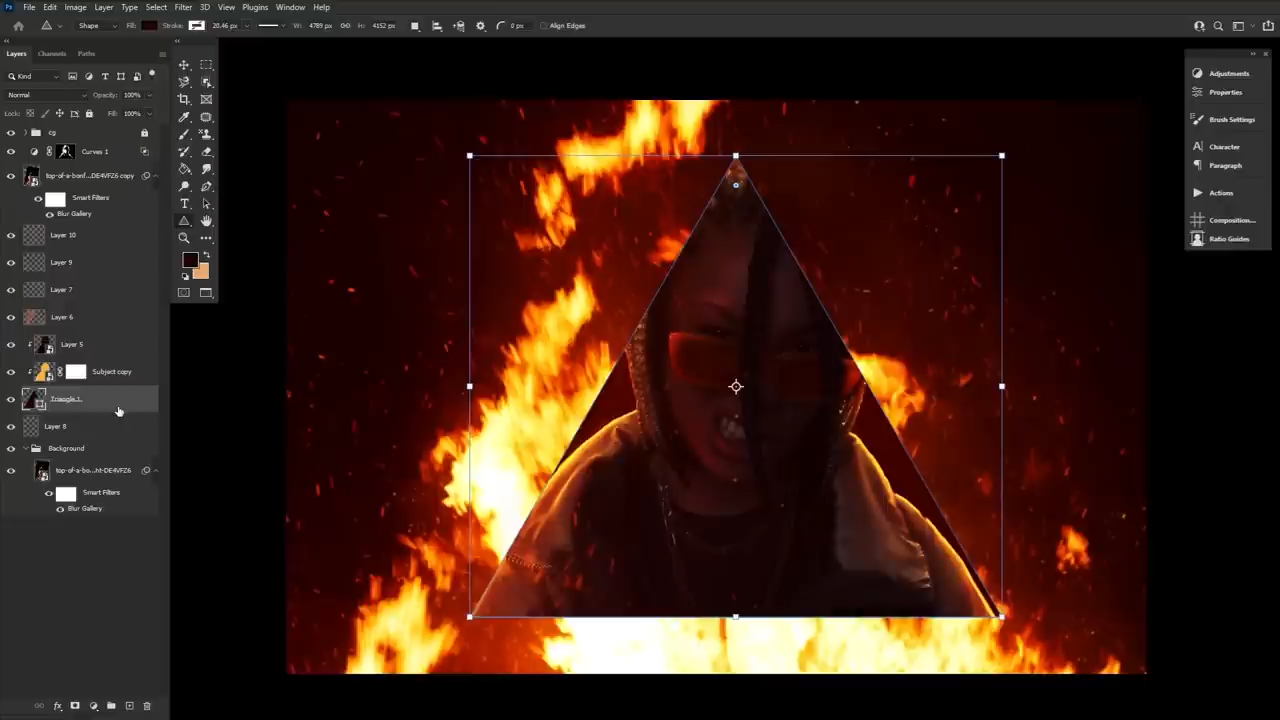 Ps File Edit Image Layer Type Select Filter 3D View Plugins Window Help
Shape Fill: Stroke: 20.46 px W: 4789 px H: 4152 px 0 px Align Edges
Layers Channels Paths
Kind
Normal Opacity: 100%
Lock: Fill: 100%
cg
Curves 1
top-of-a-bonf...DE4VFZ6 copy
Smart Filters
Blur Gallery
Layer 10
Layer 9
Layer 7
Layer 6
Layer 5
Subject copy
Triangle 1
Layer 8
Background
top-of-a-bo...ht-DE4VFZ6
Smart Filters
Blur Gallery
Adjustments
Properties
Brush Settings
Character
Paragraph
Actions
Composition...
Ratio Guides